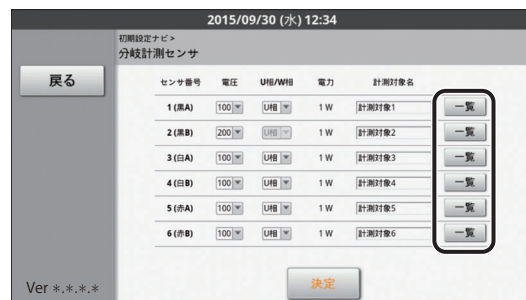 2015/09/30 (水) 12:34
初期設定ナビ>
分岐計測センサ
戻る
センサ番号 電圧 U相/W相 電力 計測対象名
1 (黒A) 100 U相 1 W 計測対象1 一覧
2 (黒B) 200 U相 1 W 計測対象2 一覧
3 (白A) 100 U相 1 W 計測対象3 一覧
4 (白B) 100 U相 1 W 計測対象4 一覧
5 (赤A) 100 U相 1 W 計測対象5 一覧
6 (赤B) 100 U相 1 W 計測対象6 一覧
決定
Ver *.*.*.*